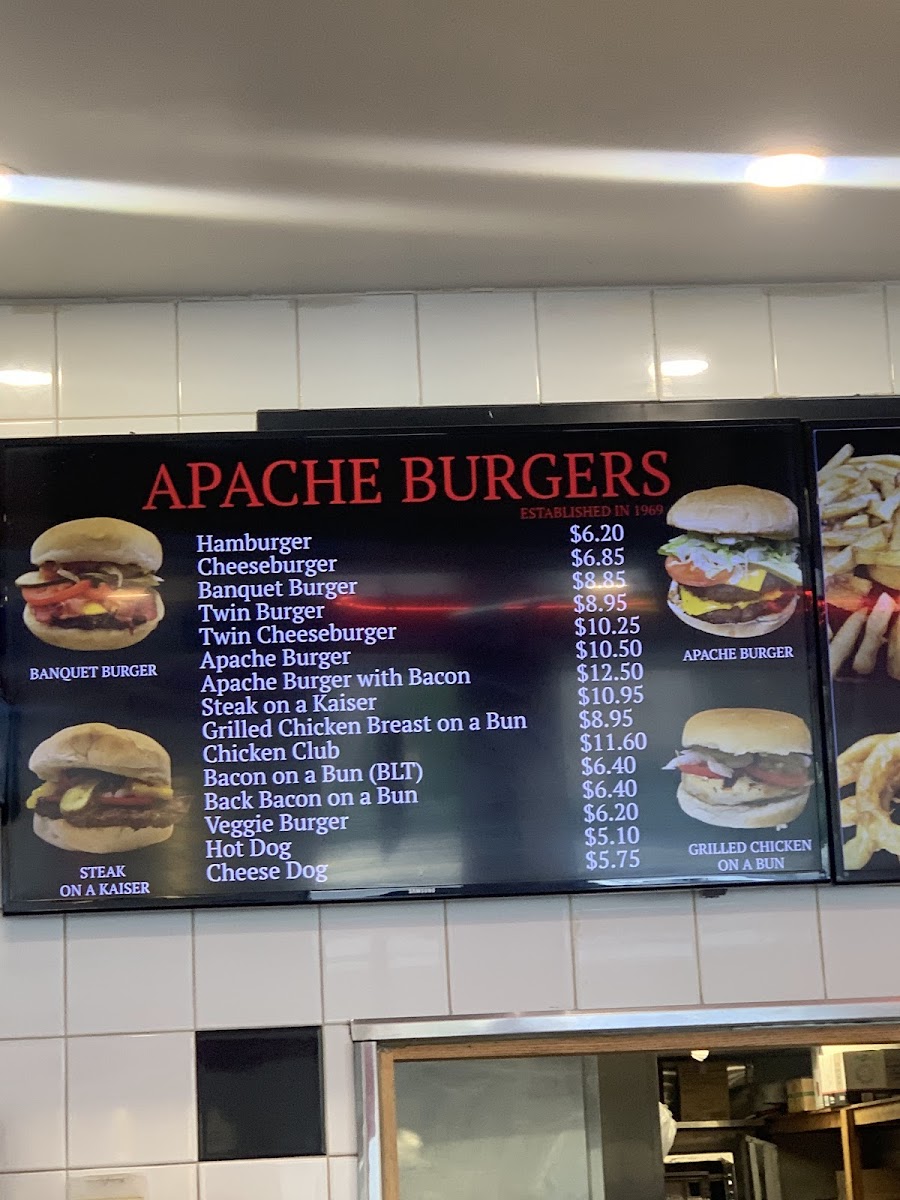 APACHE BURGERS
ESTABLISHED IN 1969
Hamburger $6.20
Cheeseburger $6.85
Banquet Burger $8.85
Twin Burger $8.95
Twin Cheeseburger $10.25
Apache Burger $10.50
Apache Burger with Bacon $12.50
Steak on a Kaiser $10.95
Grilled Chicken Breast on a Bun $8.95
Chicken Club $11.60
Bacon on a Bun (BLT) $6.40
Back Bacon on a Bun $6.40
Veggie Burger $6.20
Hot Dog $5.10
Cheese Dog $5.75
BANQUET BURGER
STEAK
ON A KAISER
APACHE BURGER
GRILLED CHICKEN
ON A BUN
SAMSUNG